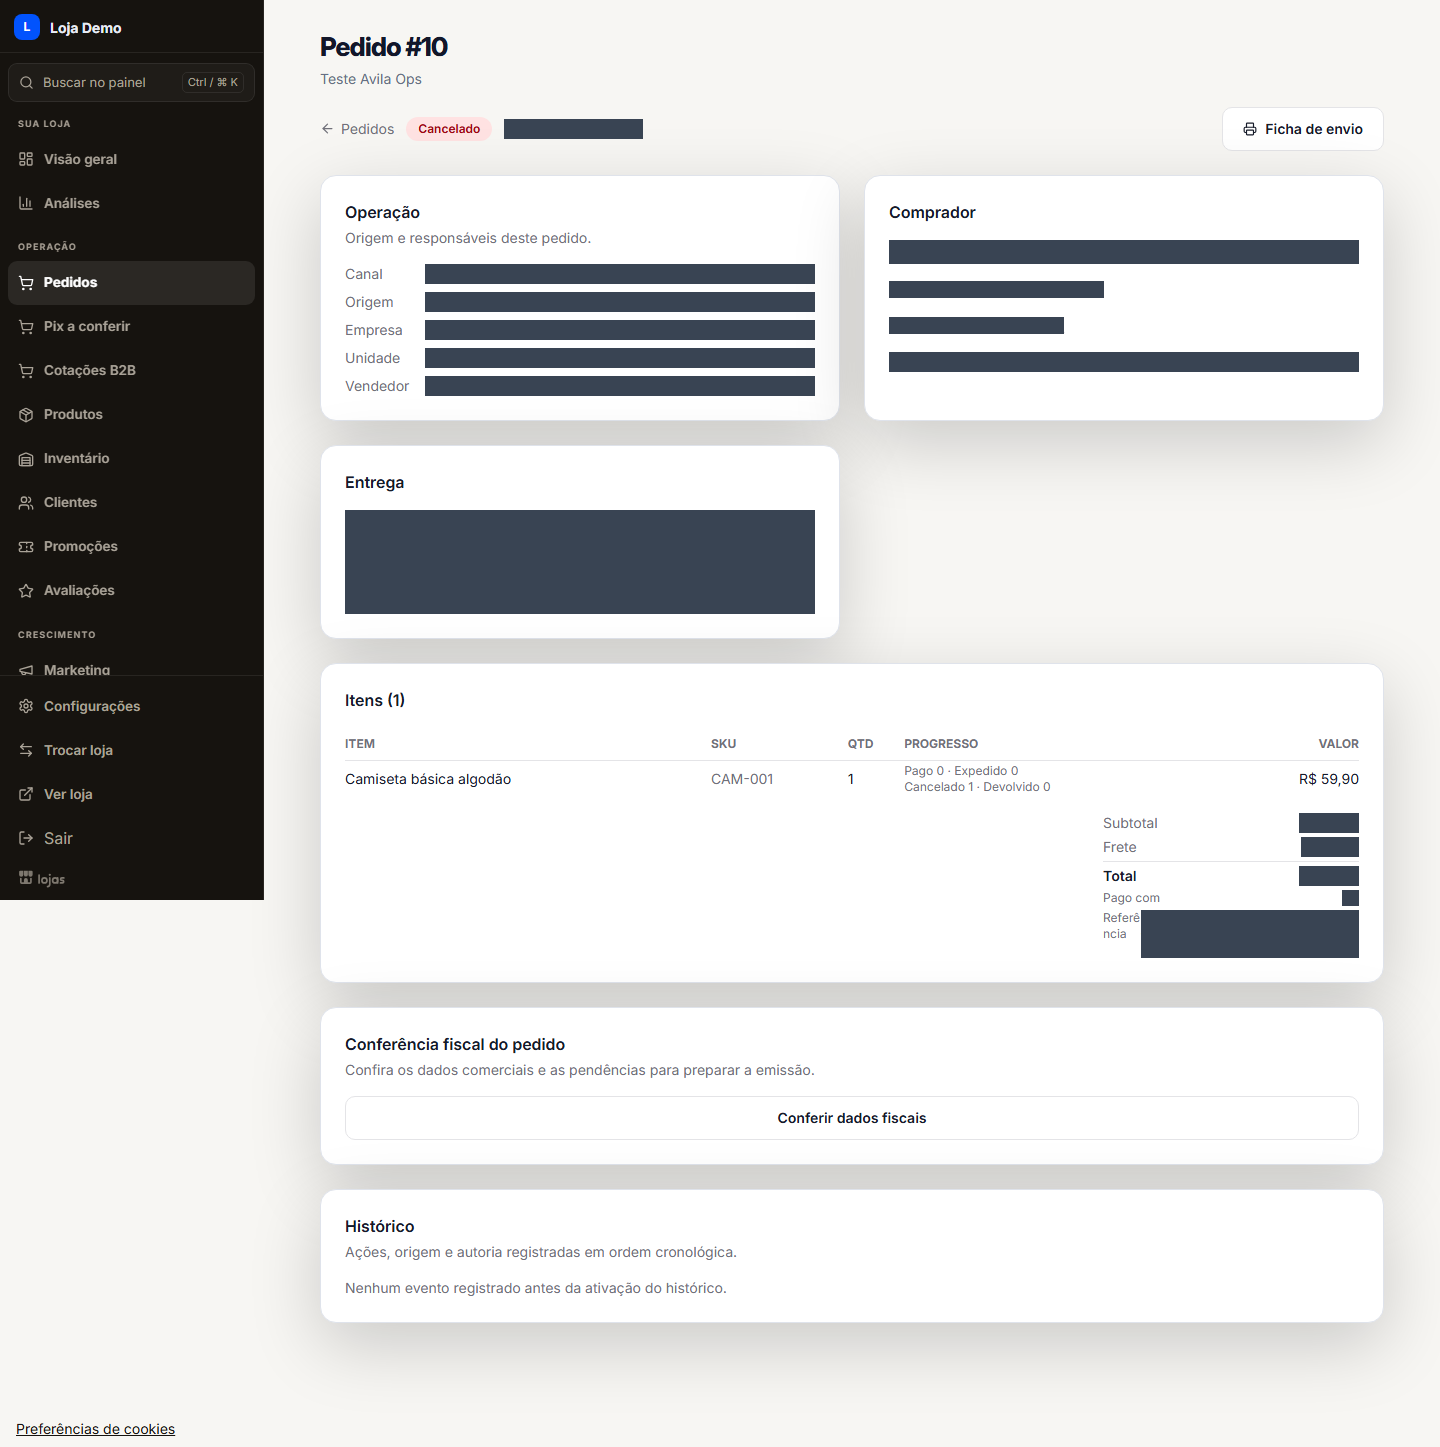 L
Loja Demo
Buscar no painel
Ctrl / ⌘ K
SUA LOJA
Visão geral
Análises
OPERAÇÃO
Pedidos
Pix a conferir
Cotações B2B
Produtos
Inventário
Clientes
Promoções
Avaliações
CRESCIMENTO
Marketing
Configurações
Trocar loja
Ver loja
Sair
lojas
Pedido #10
Teste Avila Ops
Pedidos
Cancelado
Ficha de envio
Operação
Origem e responsáveis deste pedido.
Canal
Origem
Empresa
Unidade
Vendedor
Comprador
Entrega
Itens (1)
ITEM SKU QTD PROGRESSO VALOR
Camiseta básica algodão CAM-001 1 Pago 0 · Expedido 0 R$ 59,90
Cancelado 1 · Devolvido 0
Subtotal
Frete
Total
Pago com
Referê
ncia
Conferência fiscal do pedido
Confira os dados comerciais e as pendências para preparar a emissão.
Conferir dados fiscais
Histórico
Ações, origem e autoria registradas em ordem cronológica.
Nenhum evento registrado antes da ativação do histórico.
Preferências de cookies